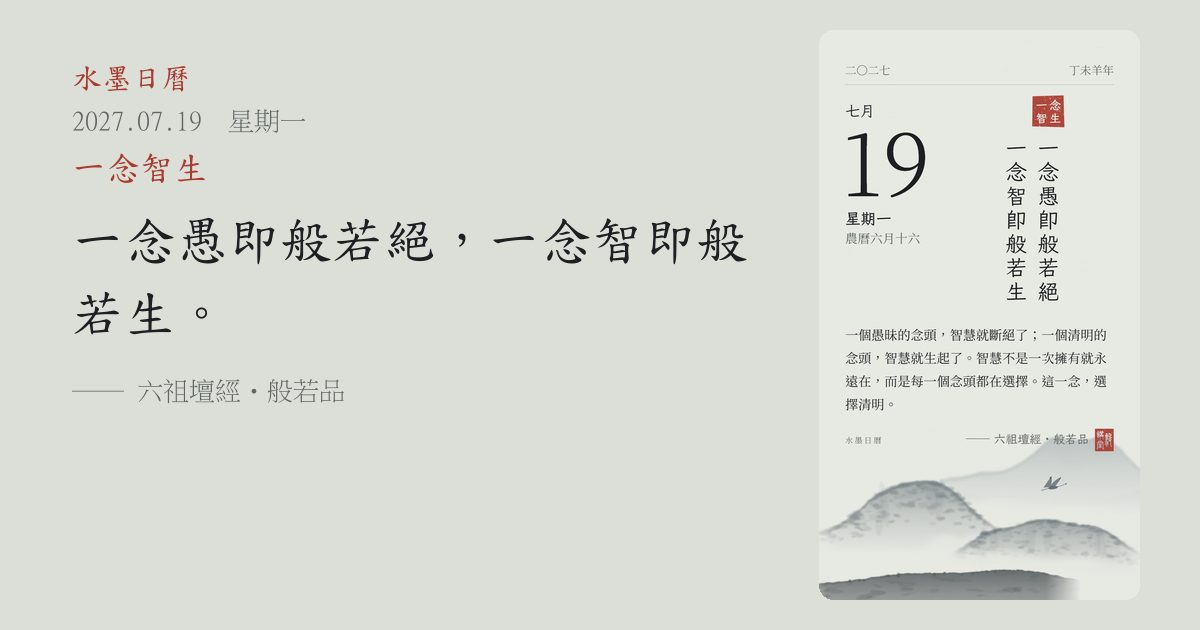 水墨日曆
2027.07.19 星期一
一念智生
一念愚即般若絕，一念智即般
若生。
—— 六祖壇經・般若品
二〇二七
丁未羊年
七月
19
星期一
農曆六月十六
一念
智生
一念愚即般若絕
一念智即般若生
一個愚昧的念頭，智慧就斷絕了；一個清明的
念頭，智慧就生起了。智慧不是一次擁有就永
遠在，而是每一個念頭都在選擇。這一念，選
擇清明。
水墨日曆
—— 六祖壇經・般若品